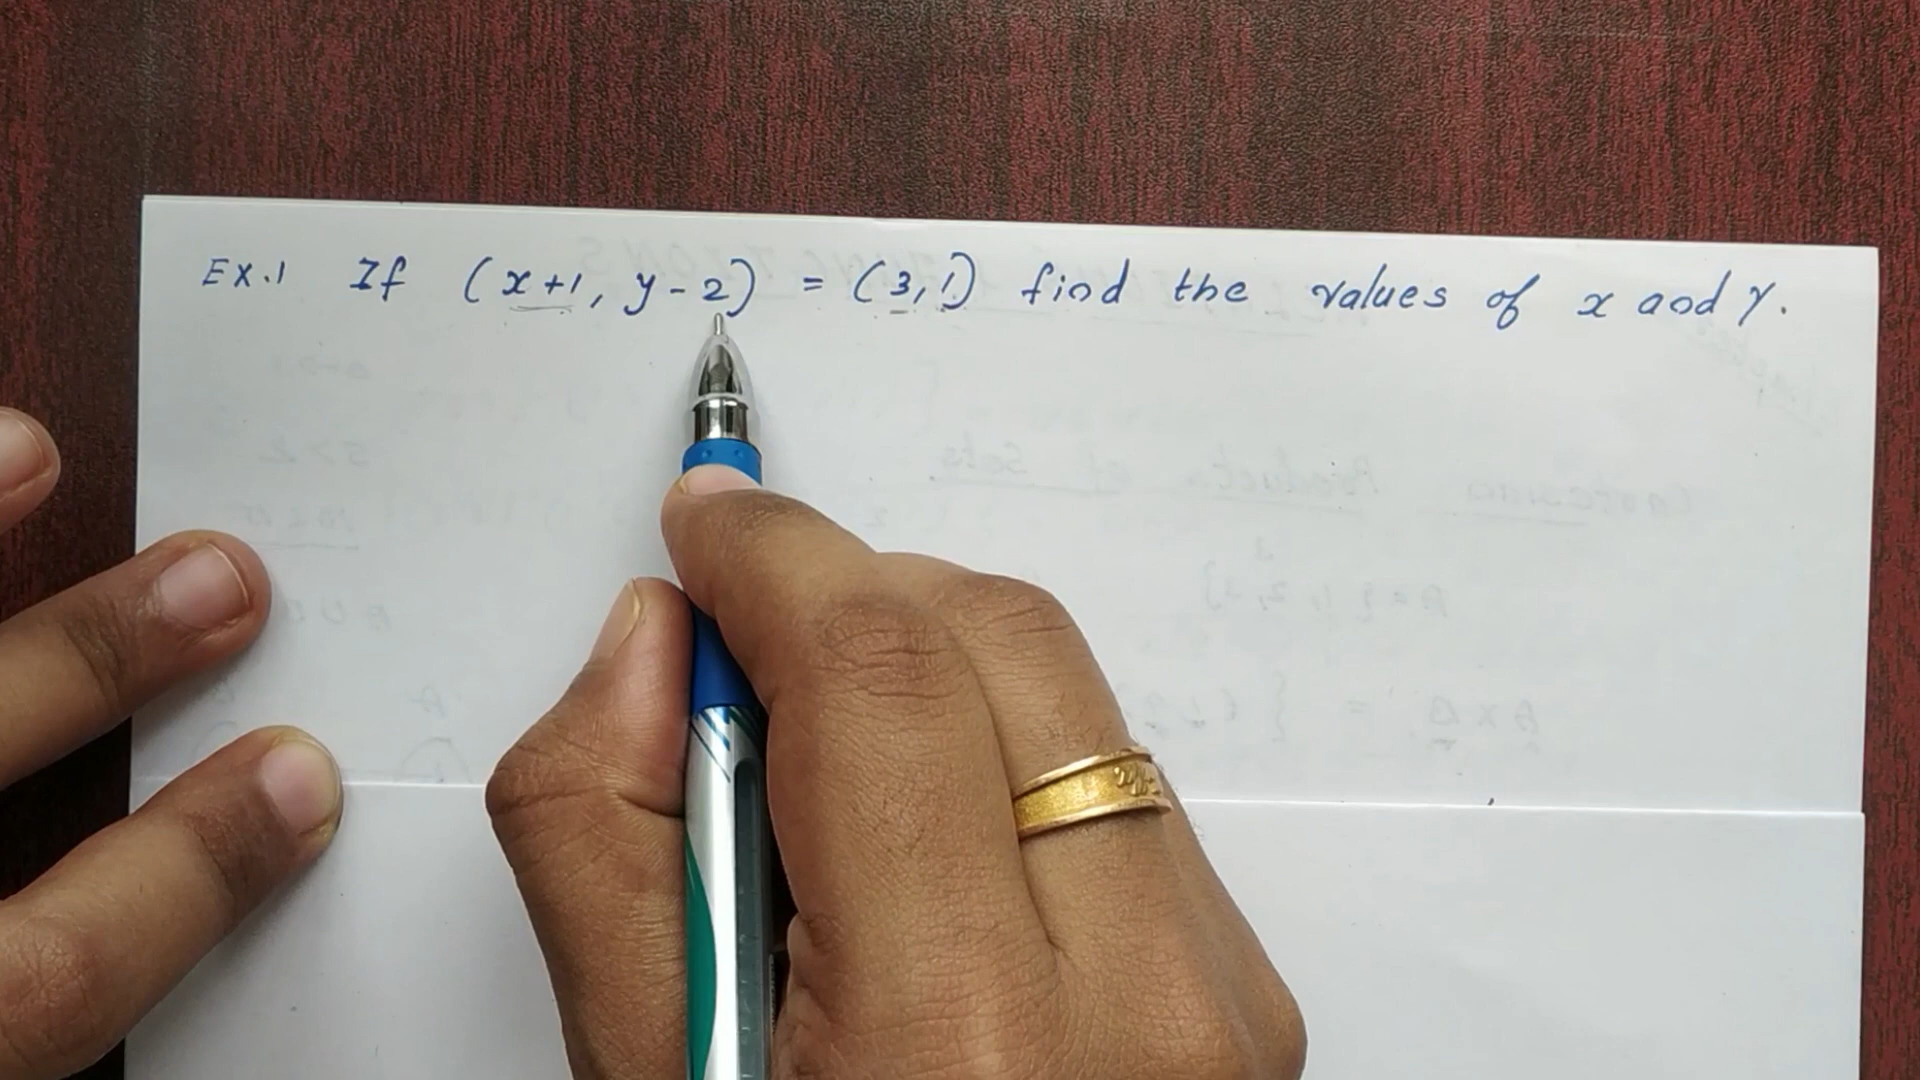 Ex.1 If (x+1, y-2) = (3,1) find the values of x and y.